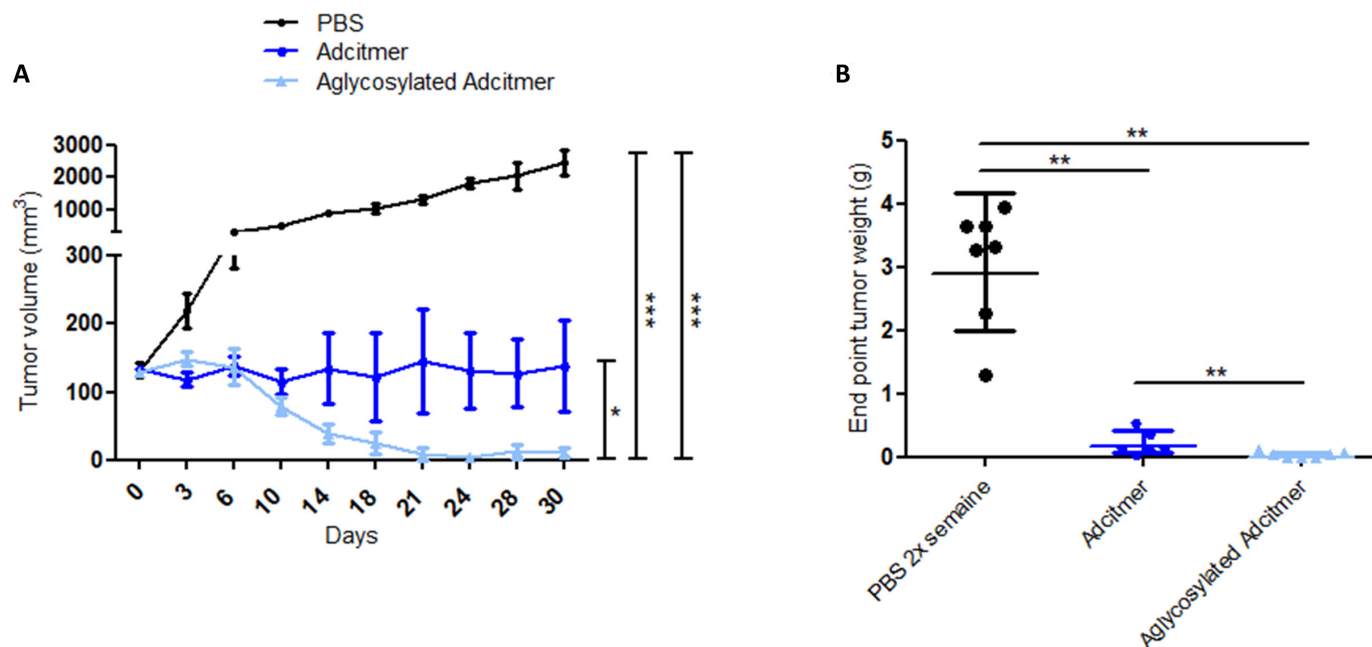 PBS
Adcitmer
Aglycosylated Adcitmer
A
Tumor volume (mm³)
3000
2000
1000
300
200
100
0
0 3 6 10 14 18 21 24 28 30
Days
*
***
***
B
End point tumor weight (g)
5
4
3
2
1
0
**
**
**
PBS 2x semaine
Adcitmer
Aglycosylated Adcitmer